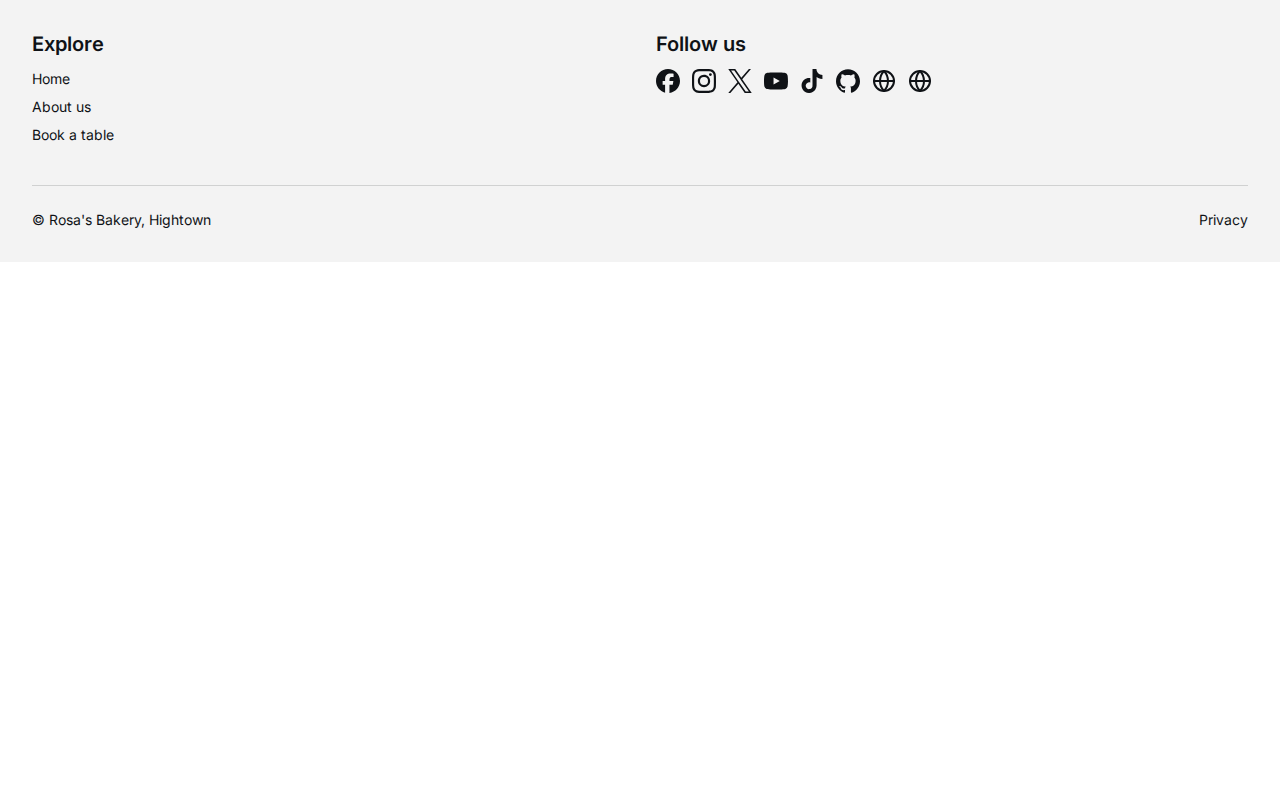 Explore
Home
About us
Book a table
Follow us
© Rosa's Bakery, Hightown
Privacy